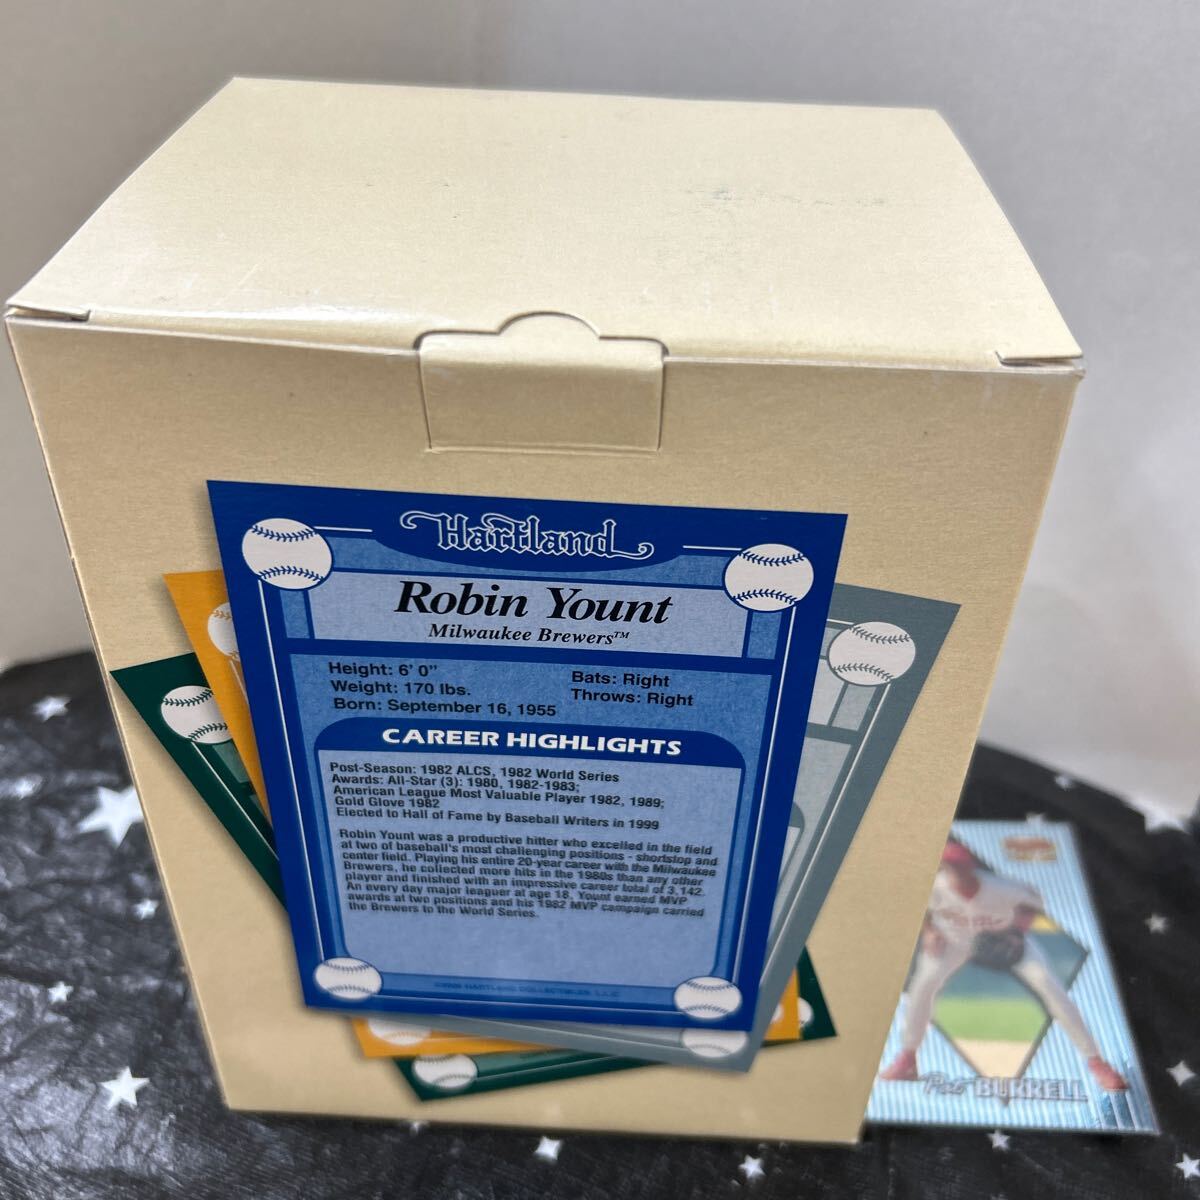 Hartland
Robin Yount
Milwaukee Brewers™
Height: 6' 0"
Weight: 170 lbs.
Born: September 16, 1955
Bats: Right
Throws: Right
CAREER HIGHLIGHTS
Post-Season: 1982 ALCS, 1982 World Series
Awards: All-Star (3): 1980, 1982-1983;
American League Most Valuable Player 1982, 1989;
Gold Glove 1982
Elected to Hall of Fame by Baseball Writers in 1999
Robin Yount was a productive hitter who excelled in the field
at two of baseball's most challenging positions - shortstop and
center field. Playing his entire 20-year career with the Milwaukee
Brewers, he collected more hits in the 1980s than any other
player and finished with an impressive career total of 3,142.
An every day major leaguer at age 18, Yount earned MVP
awards at two positions and his 1982 MVP campaign carried
the Brewers to the World Series.
HARTLAND COLLECTIBLES, L.L.C.
Pat BURRELL